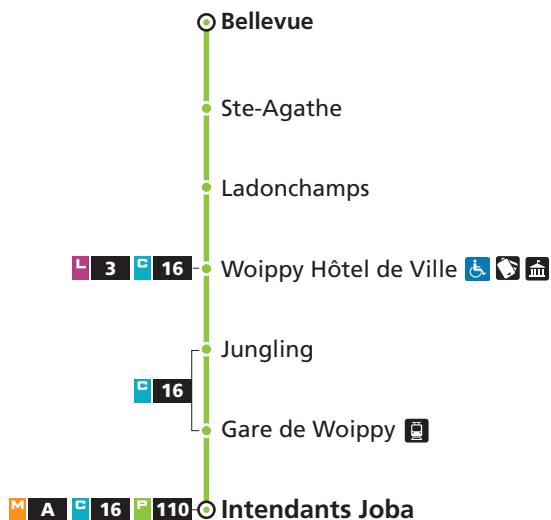 Bellevue
Ste-Agathe
Ladonchamps
L 3 C 16 Woippy Hôtel de Ville
Jungling
C 16
Gare de Woippy
M A C 16 P 110 Intendants Joba